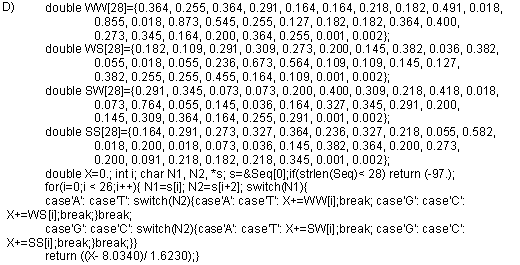 D) double WW[28]={0.364, 0.255, 0.364, 0.291, 0.164, 0.164, 0.218, 0.182, 0.491, 0.018,
0.855, 0.018, 0.873, 0.545, 0.255, 0.127, 0.182, 0.182, 0.364, 0.400,
0.273, 0.345, 0.164, 0.200, 0.364, 0.255, 0.001, 0.002};
double WS[28]={0.182, 0.109, 0.291, 0.309, 0.273, 0.200, 0.145, 0.382, 0.036, 0.382,
0.055, 0.018, 0.055, 0.236, 0.673, 0.564, 0.109, 0.109, 0.145, 0.127,
0.382, 0.255, 0.255, 0.455, 0.164, 0.109, 0.001, 0.002};
double SW[28]={0.291, 0.345, 0.073, 0.073, 0.200, 0.400, 0.309, 0.218, 0.418, 0.018,
0.073, 0.764, 0.055, 0.145, 0.036, 0.164, 0.327, 0.345, 0.291, 0.200,
0.145, 0.309, 0.364, 0.164, 0.255, 0.291, 0.001, 0.002};
double SS[28]={0.164, 0.291, 0.273, 0.327, 0.364, 0.236, 0.327, 0.218, 0.055, 0.582,
0.018, 0.200, 0.018, 0.073, 0.036, 0.145, 0.382, 0.364, 0.200, 0.273,
0.200, 0.091, 0.218, 0.182, 0.218, 0.345, 0.001, 0.002};
double X=0.; int i; char N1, N2, *s; s=&Seq[0];if(strlen(Seq)< 28) return (-97.);
for(i=0;i < 26;i++){ N1=s[i]; N2=s[i+2]; switch(N1){
case'A': case'T': switch(N2){case'A': case'T': X+=WW[i];break; case'G': case'C':
X+=WS[i];break;}break;
case'G': case'C': switch(N2){case'A': case'T': X+=SW[i];break; case'G': case'C':
X+=SS[i];break;}break;}}
return ((X- 8.0340)/ 1.6230);}